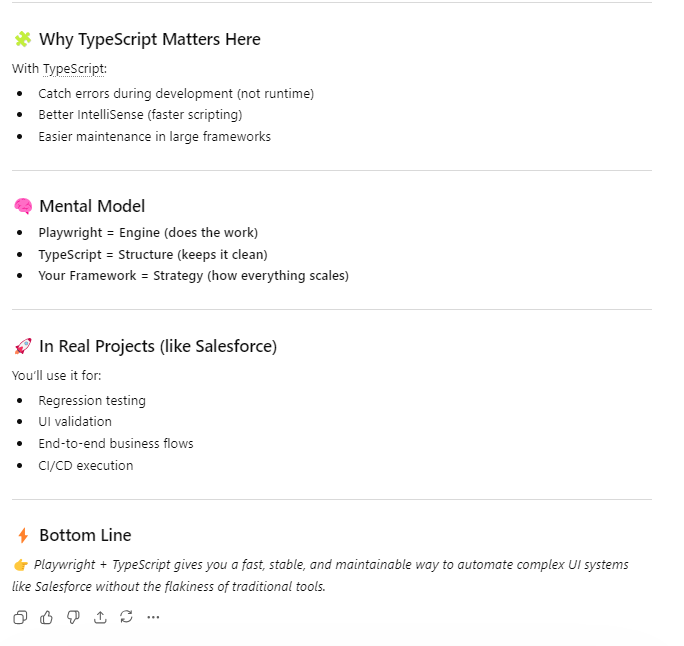 Why TypeScript Matters Here
With TypeScript:
Catch errors during development (not runtime)
Better IntelliSense (faster scripting)
Easier maintenance in large frameworks
Mental Model
Playwright = Engine (does the work)
TypeScript = Structure (keeps it clean)
Your Framework = Strategy (how everything scales)
In Real Projects (like Salesforce)
You'll use it for:
Regression testing
UI validation
End-to-end business flows
CI/CD execution
Bottom Line
Playwright + TypeScript gives you a fast, stable, and maintainable way to automate complex UI systems
like Salesforce without the flakiness of traditional tools.